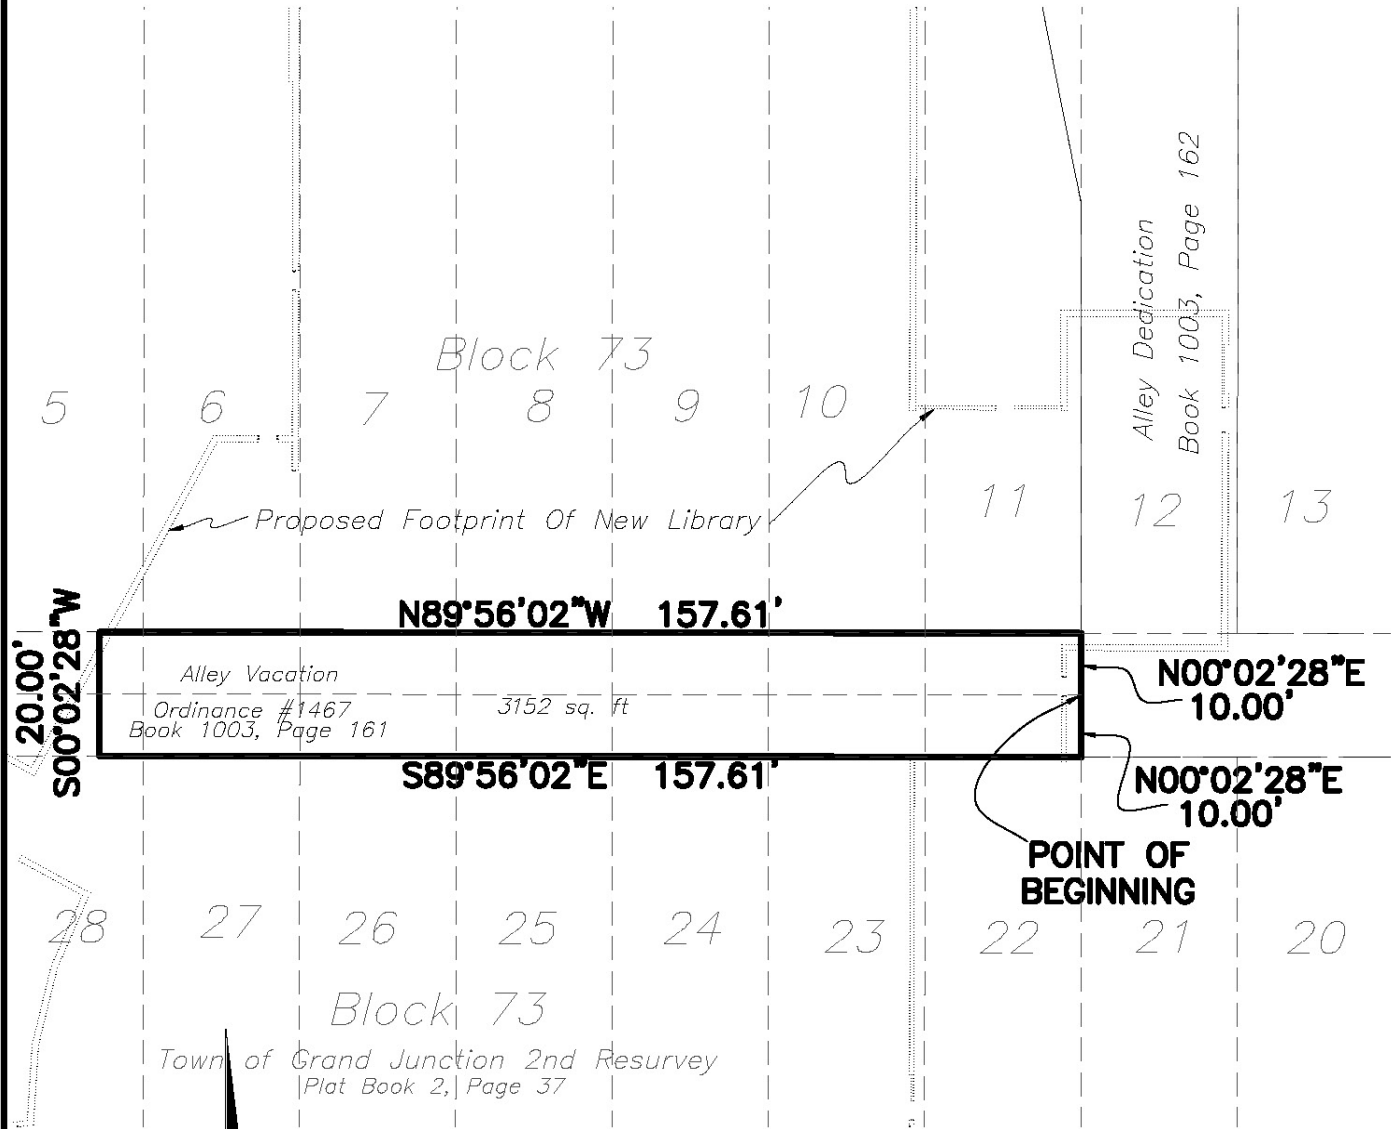 Alley Dedication
Book 1003, Page 162
Block 73
5 6 7 8 9 10
11 12 13
Proposed Footprint Of New Library
N89°56'02"W 157.61'
20.00'
S00°02'28"W
Alley Vacation
Ordinance #1467
Book 1003, Page 161
3152 sq. ft
N00°02'28"E
10.00'
S89°56'02"E 157.61'
N00°02'28"E
10.00'
POINT OF
BEGINNING
28 27 26 25 24 23 22 21 20
Block 73
Town of Grand Junction 2nd Resurvey
Plat Book 2, Page 37